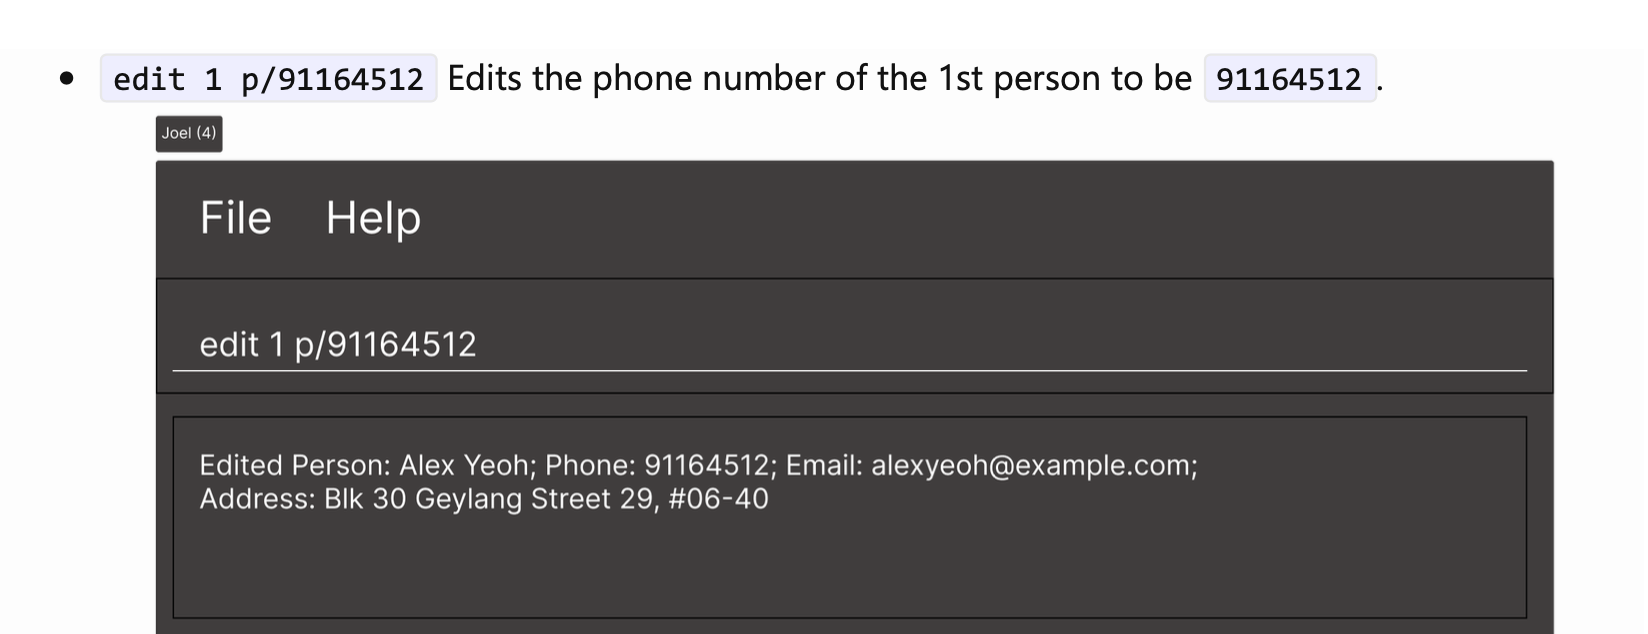 edit 1 p/91164512 Edits the phone number of the 1st person to be 91164512.
Joel (4)
File Help
edit 1 p/91164512
Edited Person: Alex Yeoh; Phone: 91164512; Email: alexyeoh@example.com;
Address: Blk 30 Geylang Street 29, #06-40